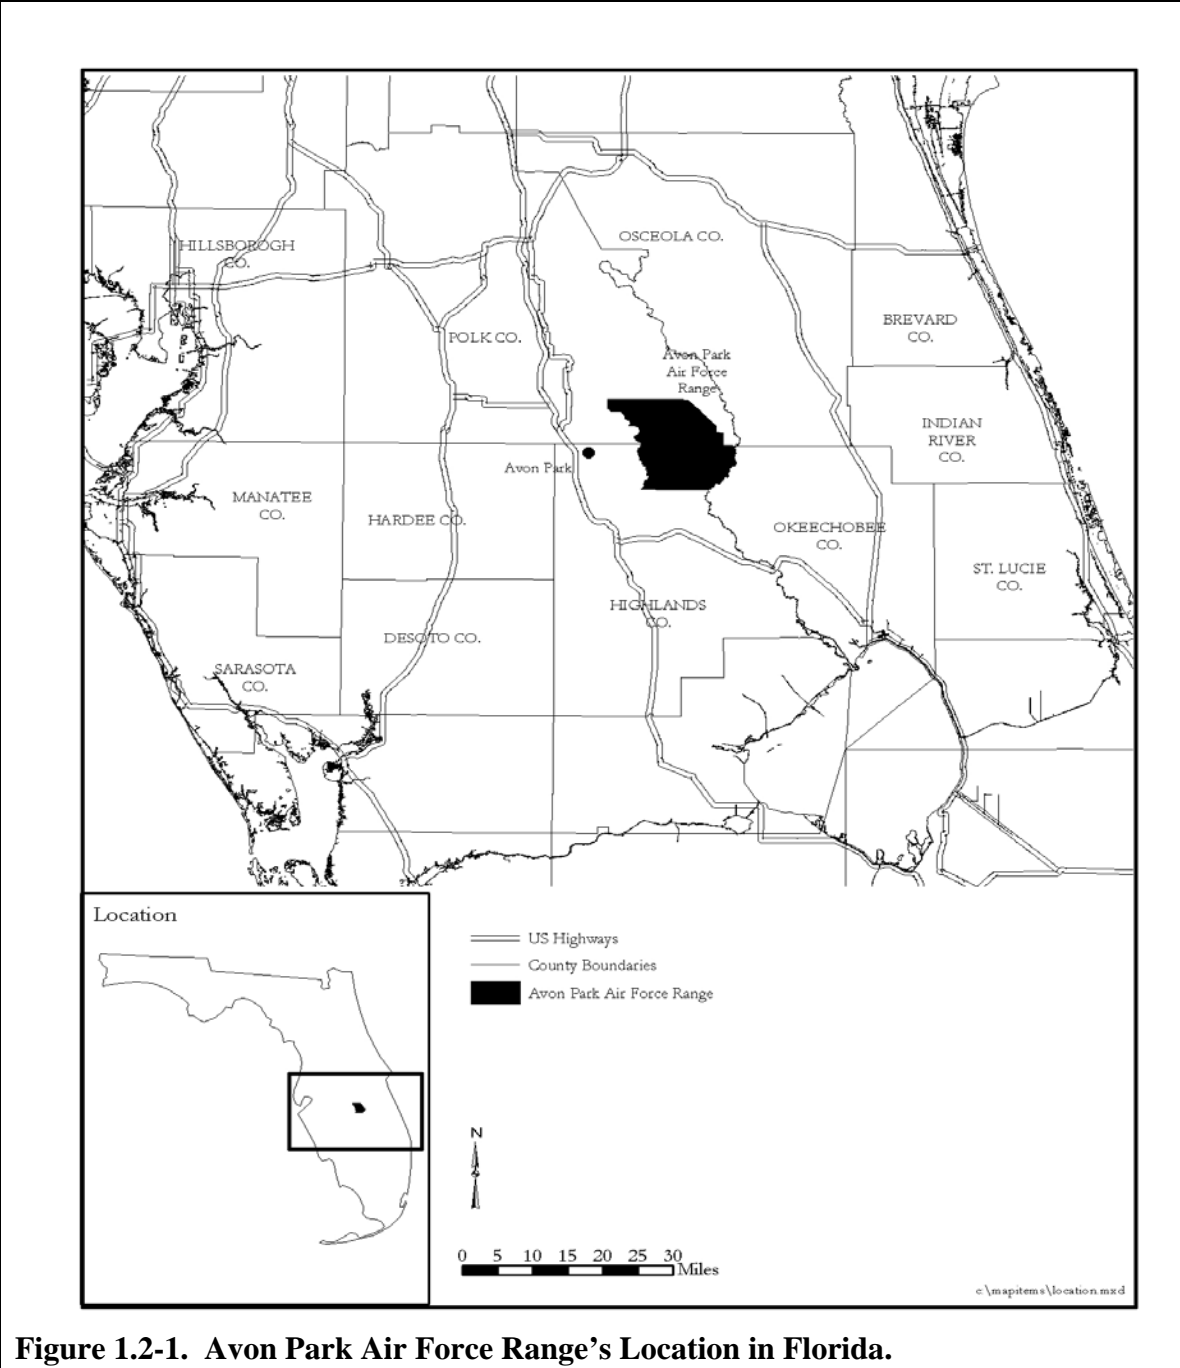 HILLSBOROGH
CO.
OSCEOLA CO.
BREVARD
CO.
POLK CO.
Avon Park
Air Force
Range
INDIAN
RIVER
CO.
Avon Park
MANATEE
CO.
HARDEE CO.
OKEECHOBEE
CO.
ST. LUCIE
CO.
HIGHLANDS
CO.
DESOTO CO.
SARASOTA
CO.
Location
US Highways
County Boundaries
Avon Park Air Force Range
N
0 5 10 15 20 25 30
Miles
c:\mapitems\location.mxd
Figure 1.2-1. Avon Park Air Force Range’s Location in Florida.